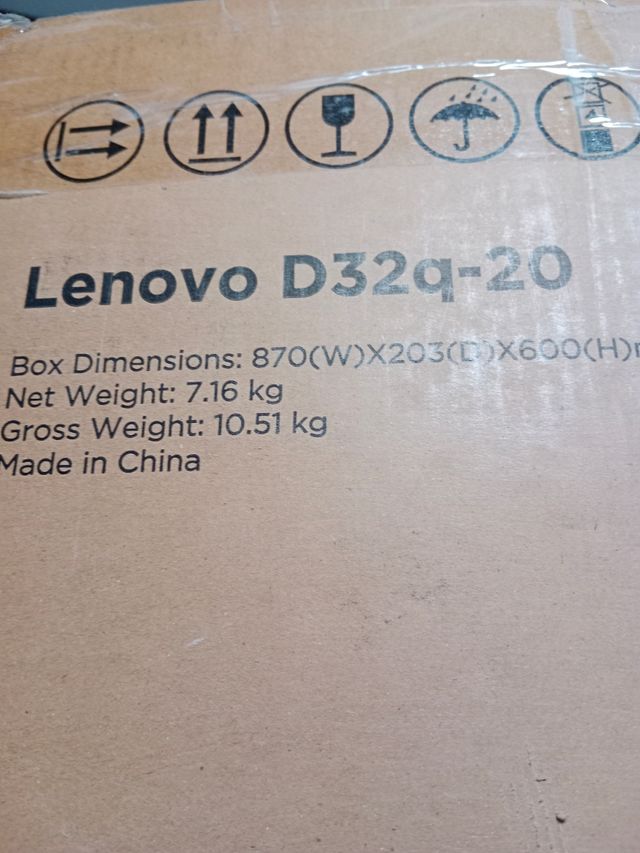 Lenovo D32q-20
Box Dimensions: 870(W)X203(D)X600(H)
Net Weight: 7.16 kg
Gross Weight: 10.51 kg
Made in China